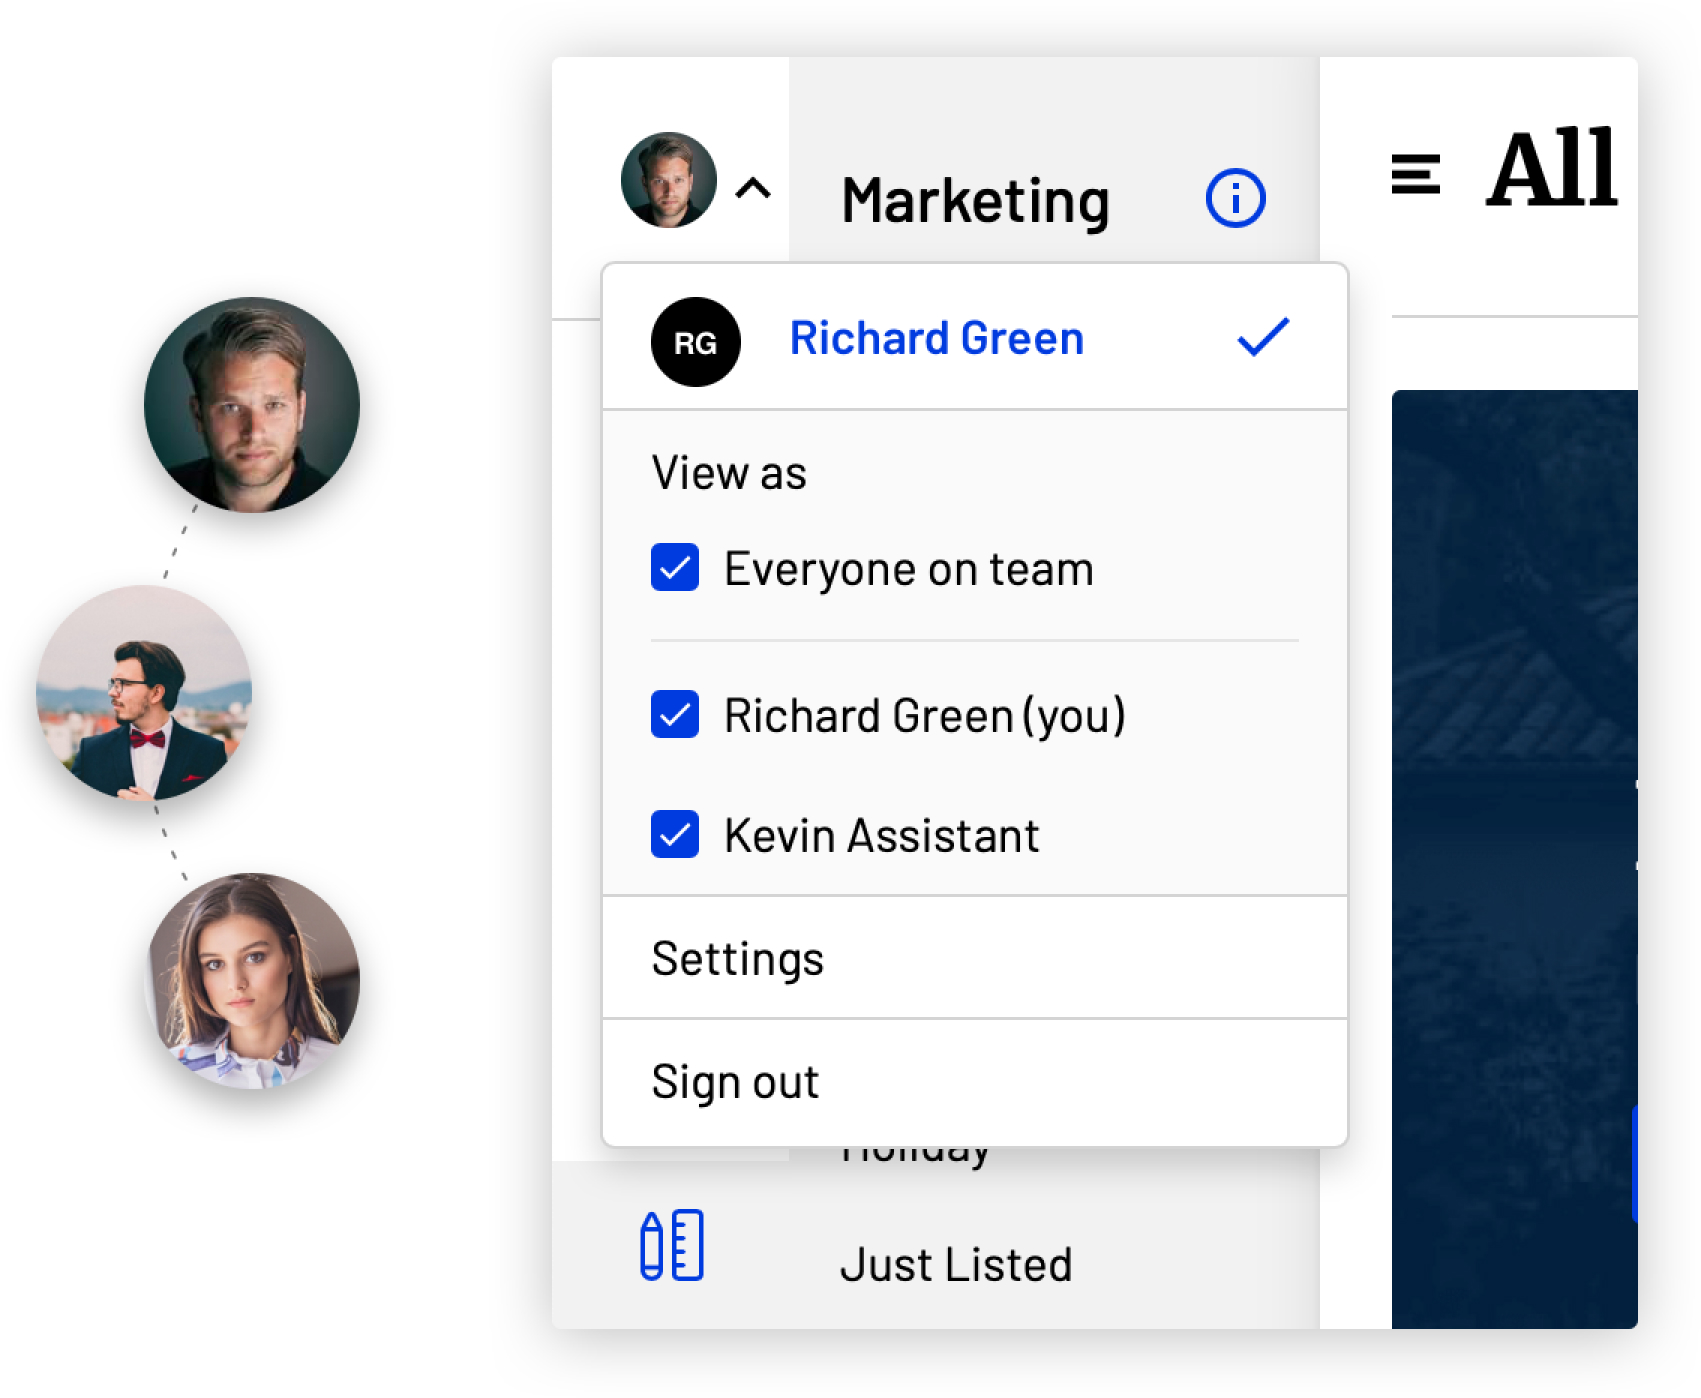 Marketing
All
RG
Richard Green
View as
Everyone on team
Richard Green (you)
Kevin Assistant
Settings
Sign out
Holiday
Just Listed